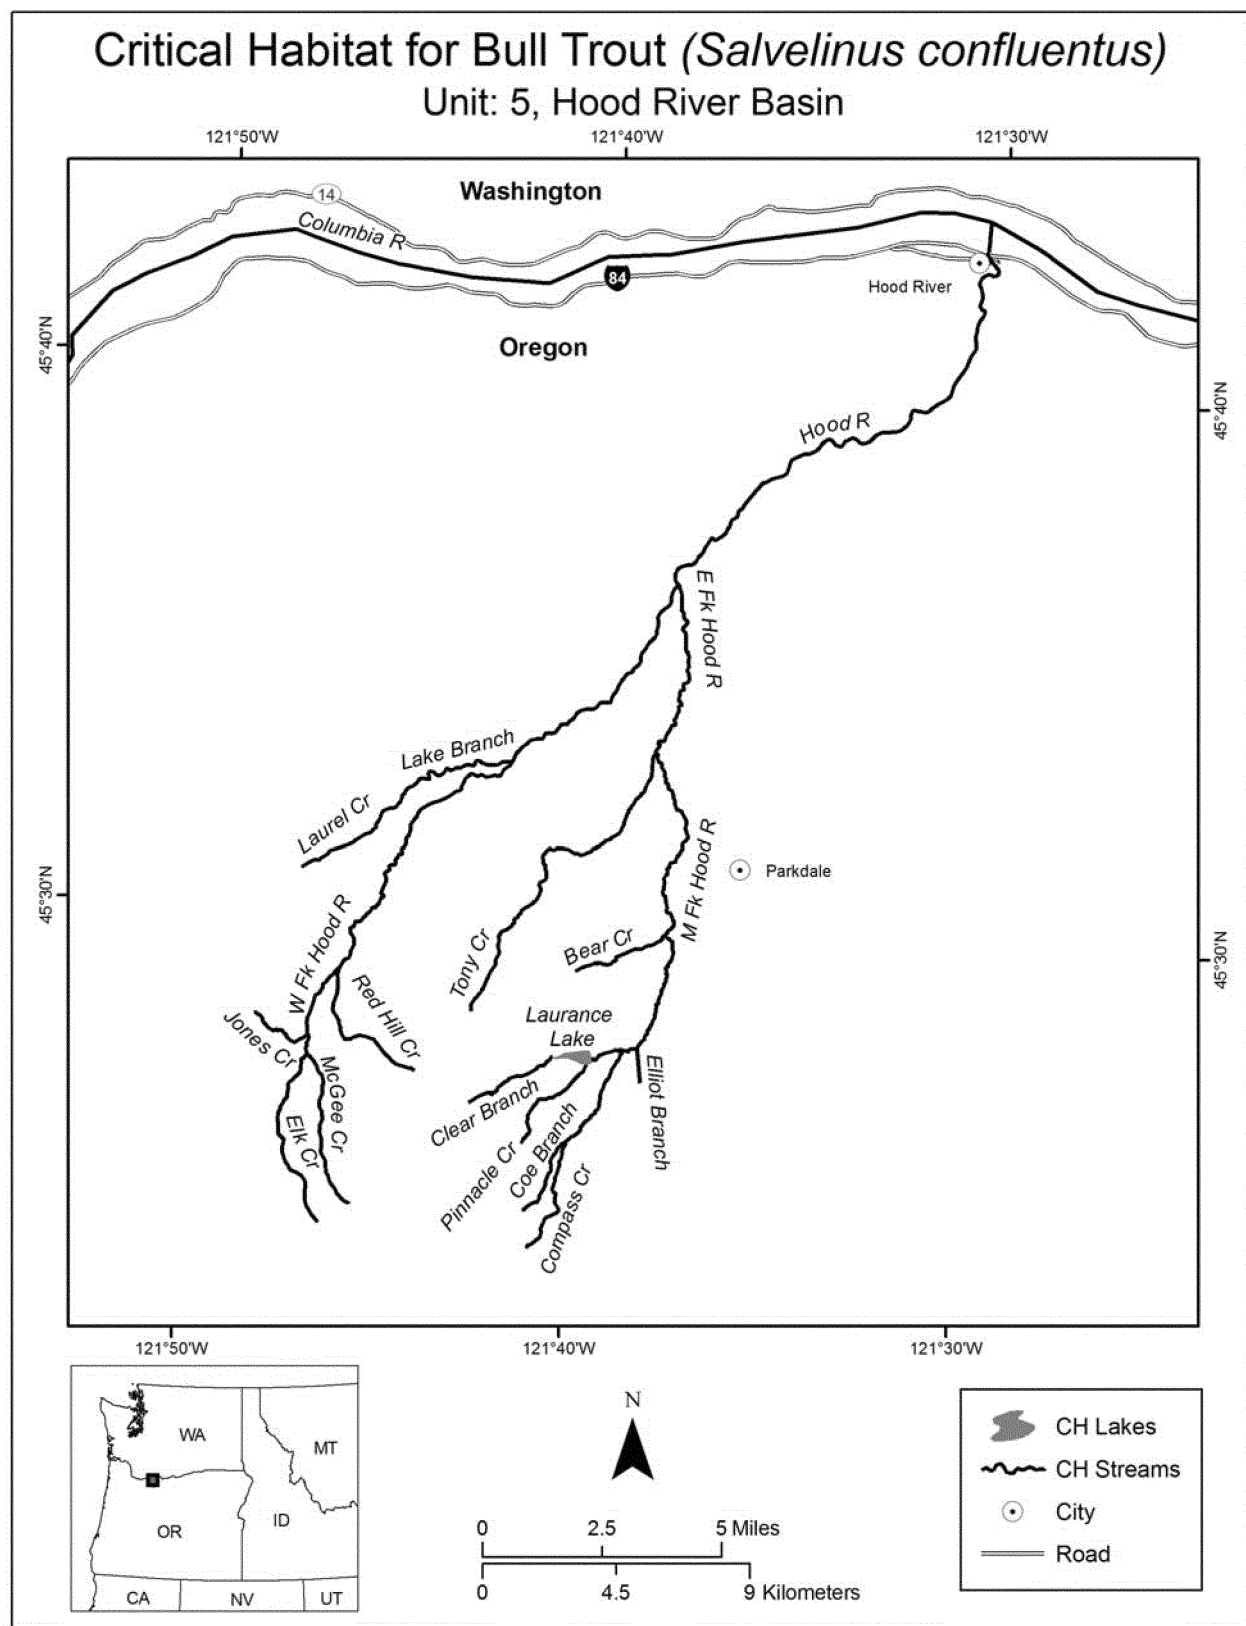 Critical Habitat for Bull Trout (Salvelinus confluentus)
Unit: 5, Hood River Basin
121°50'W
121°40'W
121°30'W
Washington
14
Columbia R
84
Hood River
Oregon
45°40'N
45°40'N
Hood R
E Fk Hood R
Lake Branch
Laurel Cr
M Fk Hood R
Parkdale
45°30'N
45°30'N
W Fk Hood R
Tony Cr
Bear Cr
Red Hill Cr
Jones Cr
Laurance
Lake
McGee Cr
Elk Cr
Clear Branch
Elliot Branch
Pinnacle Cr
Coe Branch
Compass Cr
121°50'W
121°40'W
121°30'W
WA
MT
OR
ID
CA
NV
UT
N
0
2.5
5 Miles
0
4.5
9 Kilometers
CH Lakes
CH Streams
City
Road